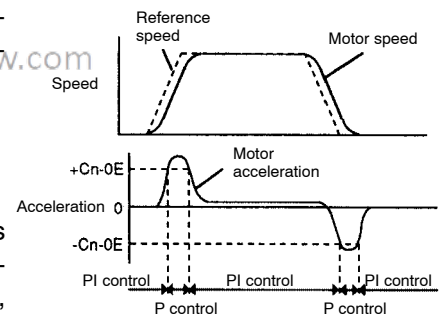 Reference
speed
Motor speed
w.com
Speed
Motor
acceleration
+Cn-0E
Acceleration 0
s
-Cn-0E
PI control PI control PI control
,
P control P control